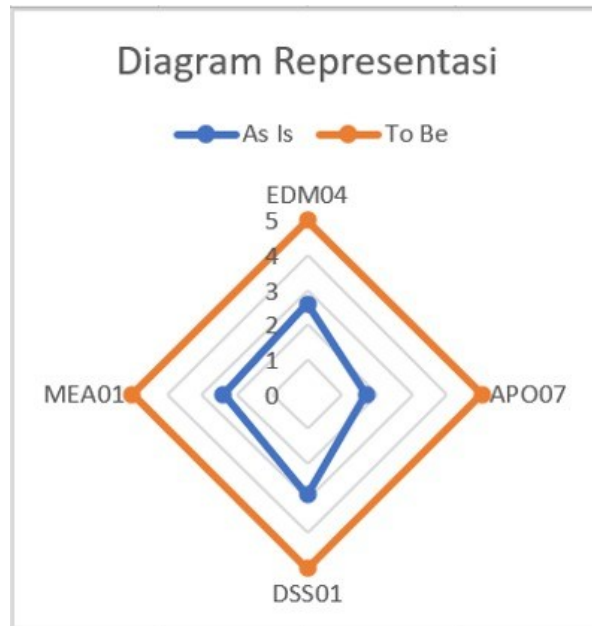 Diagram Representasi
As Is To Be
EDM04
5
4
3
2
1
MEA01 0 APO07
DSS01